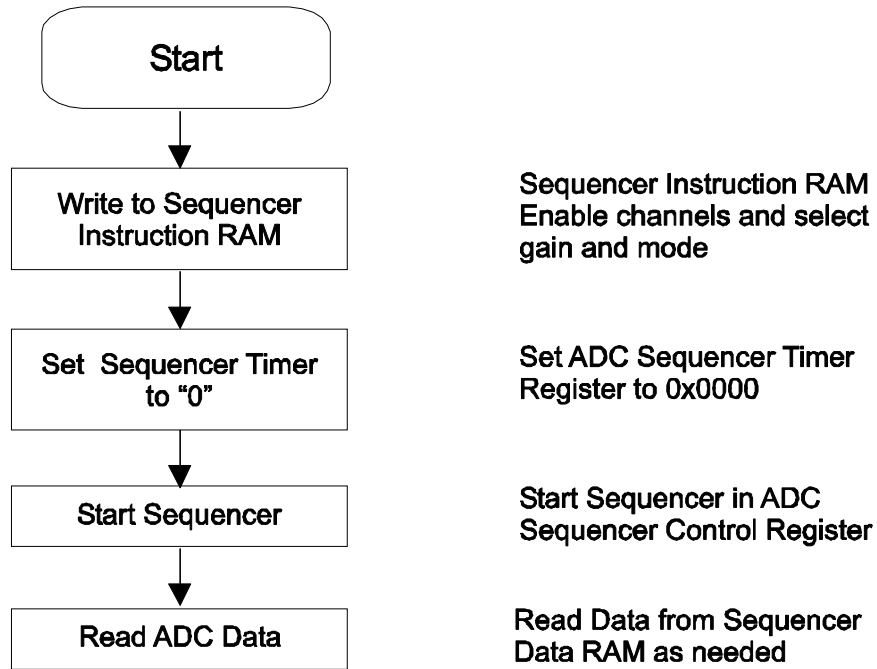 Start
Write to Sequencer
Instruction RAM
Sequencer Instruction RAM
Enable channels and select
gain and mode
Set Sequencer Timer
to “0”
Set ADC Sequencer Timer
Register to 0x0000
Start Sequencer
Start Sequencer in ADC
Sequencer Control Register
Read ADC Data
Read Data from Sequencer
Data RAM as needed